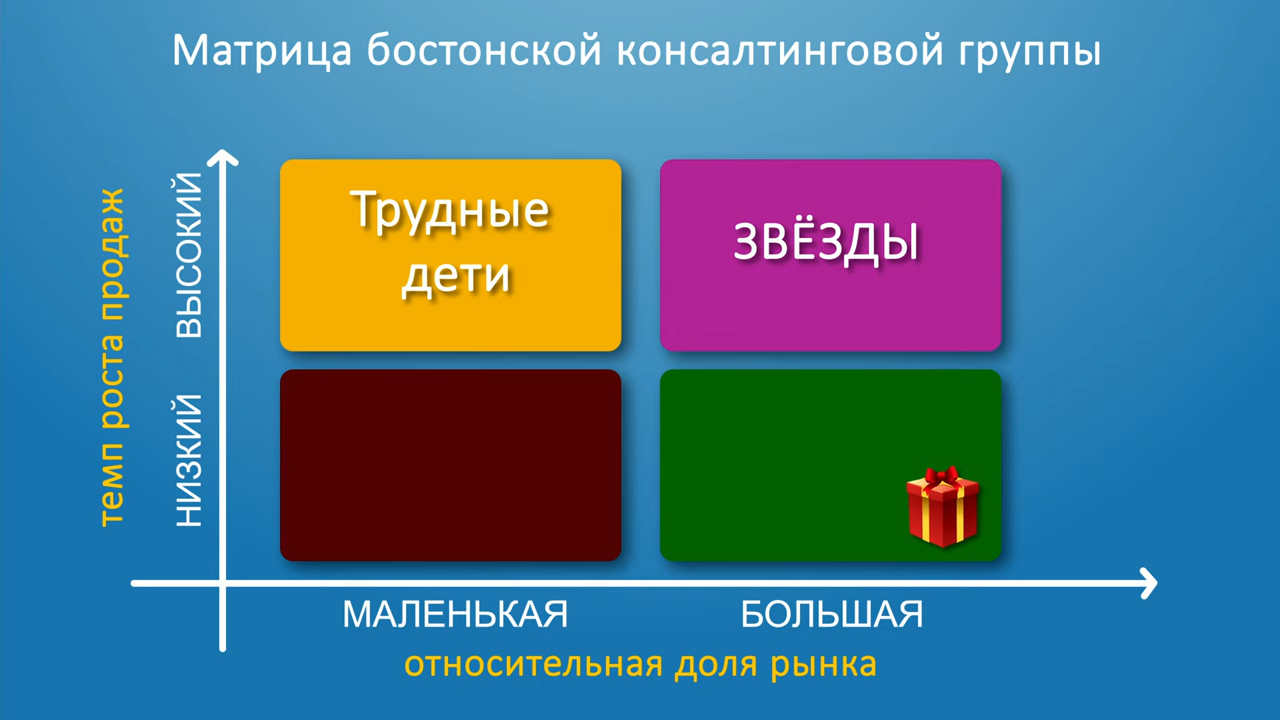 Матрица бостонской консалтинговой группы
темп роста продаж
ВЫСОКИЙ
НИЗКИЙ
Трудные
дети
ЗВЁЗДЫ
МАЛЕНЬКАЯ
БОЛЬШАЯ
относительная доля рынка